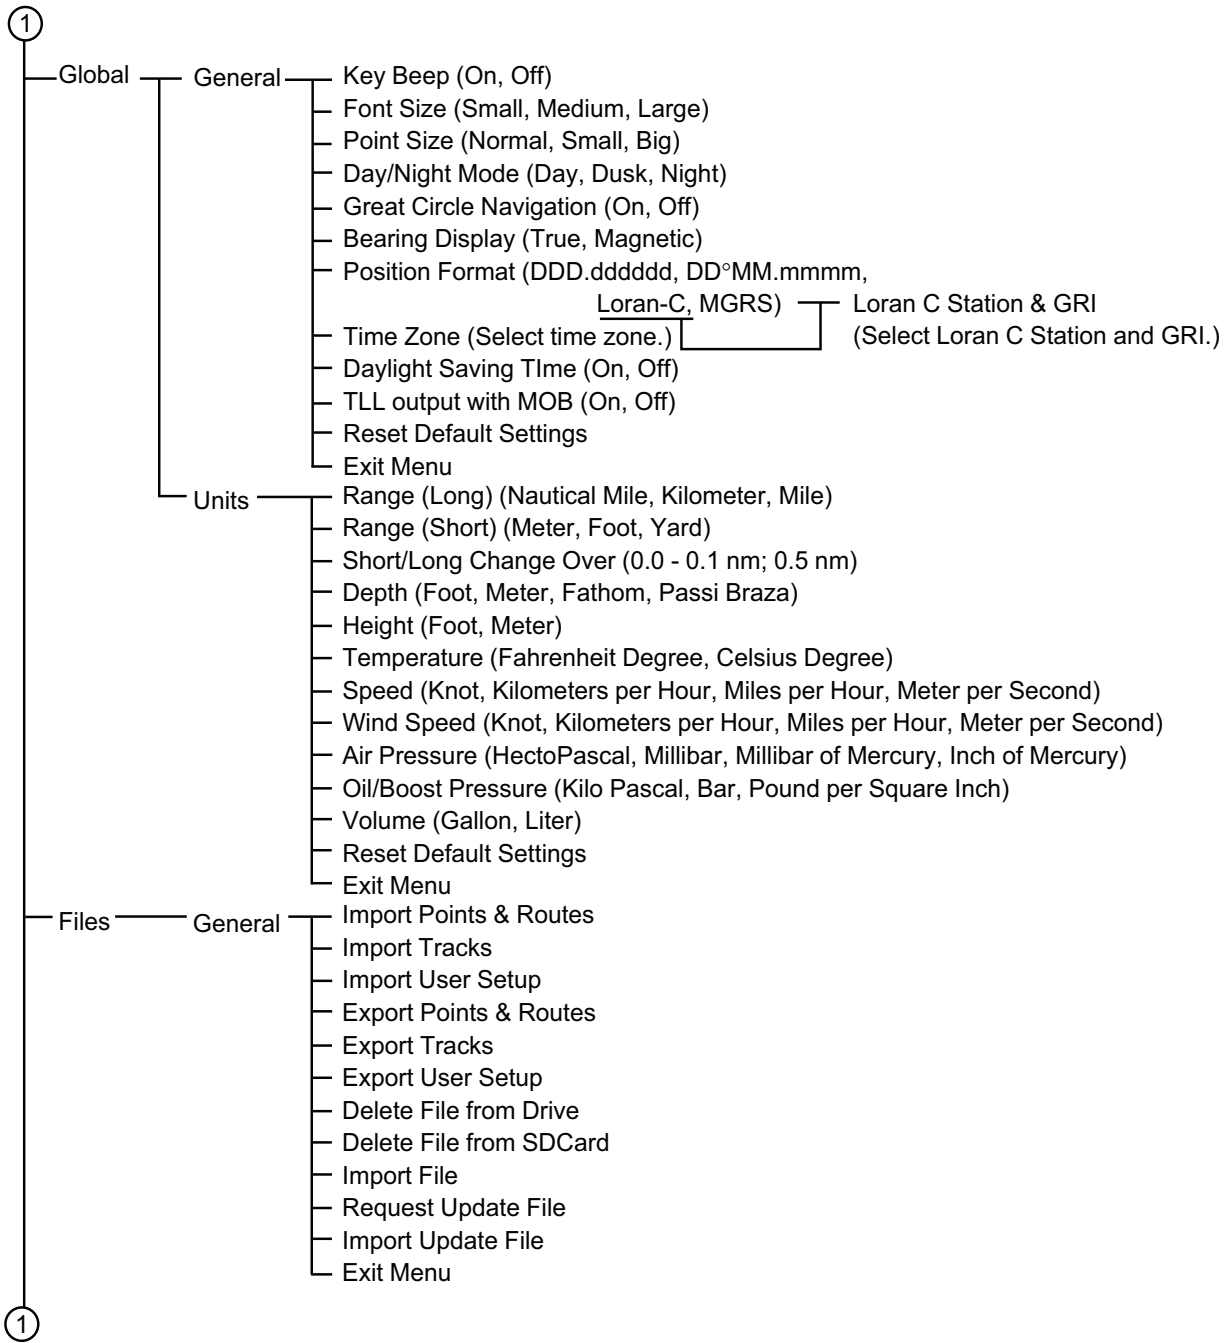 1
Global
General
Key Beep (On, Off)
Font Size (Small, Medium, Large)
Point Size (Normal, Small, Big)
Day/Night Mode (Day, Dusk, Night)
Great Circle Navigation (On, Off)
Bearing Display (True, Magnetic)
Position Format (DDD.dddddd, DD°MM.mmmm,
Loran-C, MGRS)
Loran C Station & GRI
(Select Loran C Station and GRI.)
Time Zone (Select time zone.)
Daylight Saving TIme (On, Off)
TLL output with MOB (On, Off)
Reset Default Settings
Exit Menu
Units
Range (Long) (Nautical Mile, Kilometer, Mile)
Range (Short) (Meter, Foot, Yard)
Short/Long Change Over (0.0 - 0.1 nm; 0.5 nm)
Depth (Foot, Meter, Fathom, Passi Braza)
Height (Foot, Meter)
Temperature (Fahrenheit Degree, Celsius Degree)
Speed (Knot, Kilometers per Hour, Miles per Hour, Meter per Second)
Wind Speed (Knot, Kilometers per Hour, Miles per Hour, Meter per Second)
Air Pressure (HectoPascal, Millibar, Millibar of Mercury, Inch of Mercury)
Oil/Boost Pressure (Kilo Pascal, Bar, Pound per Square Inch)
Volume (Gallon, Liter)
Reset Default Settings
Exit Menu
Files
General
Import Points & Routes
Import Tracks
Import User Setup
Export Points & Routes
Export Tracks
Export User Setup
Delete File from Drive
Delete File from SDCard
Import File
Request Update File
Import Update File
Exit Menu
1